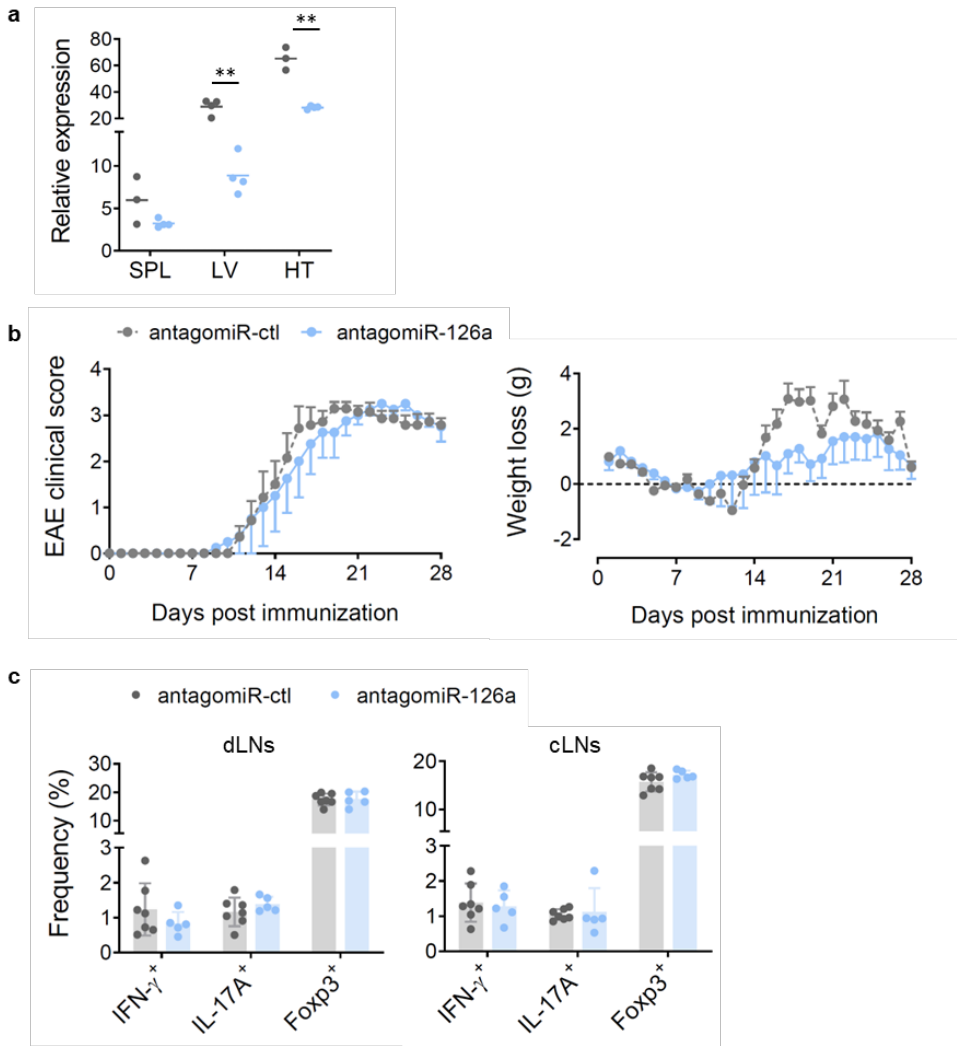 a
**
**
80
60
40
20
10
5
0
Relative expression
SPL LV HT
b
antagomiR-ctl antagomiR-126a
4
3
2
1
0
EAE clinical score
0 7 14 21 28
Days post immunization
4
2
0
-2
Weight loss (g)
0 7 14 21 28
Days post immunization
c
antagomiR-ctl antagomiR-126a
dLNs
30
20
10
3
2
1
0
Frequency (%)
IFN-γ+ IL-17A+ Foxp3+
cLNs
20
10
3
2
1
0
IFN-γ+ IL-17A+ Foxp3+